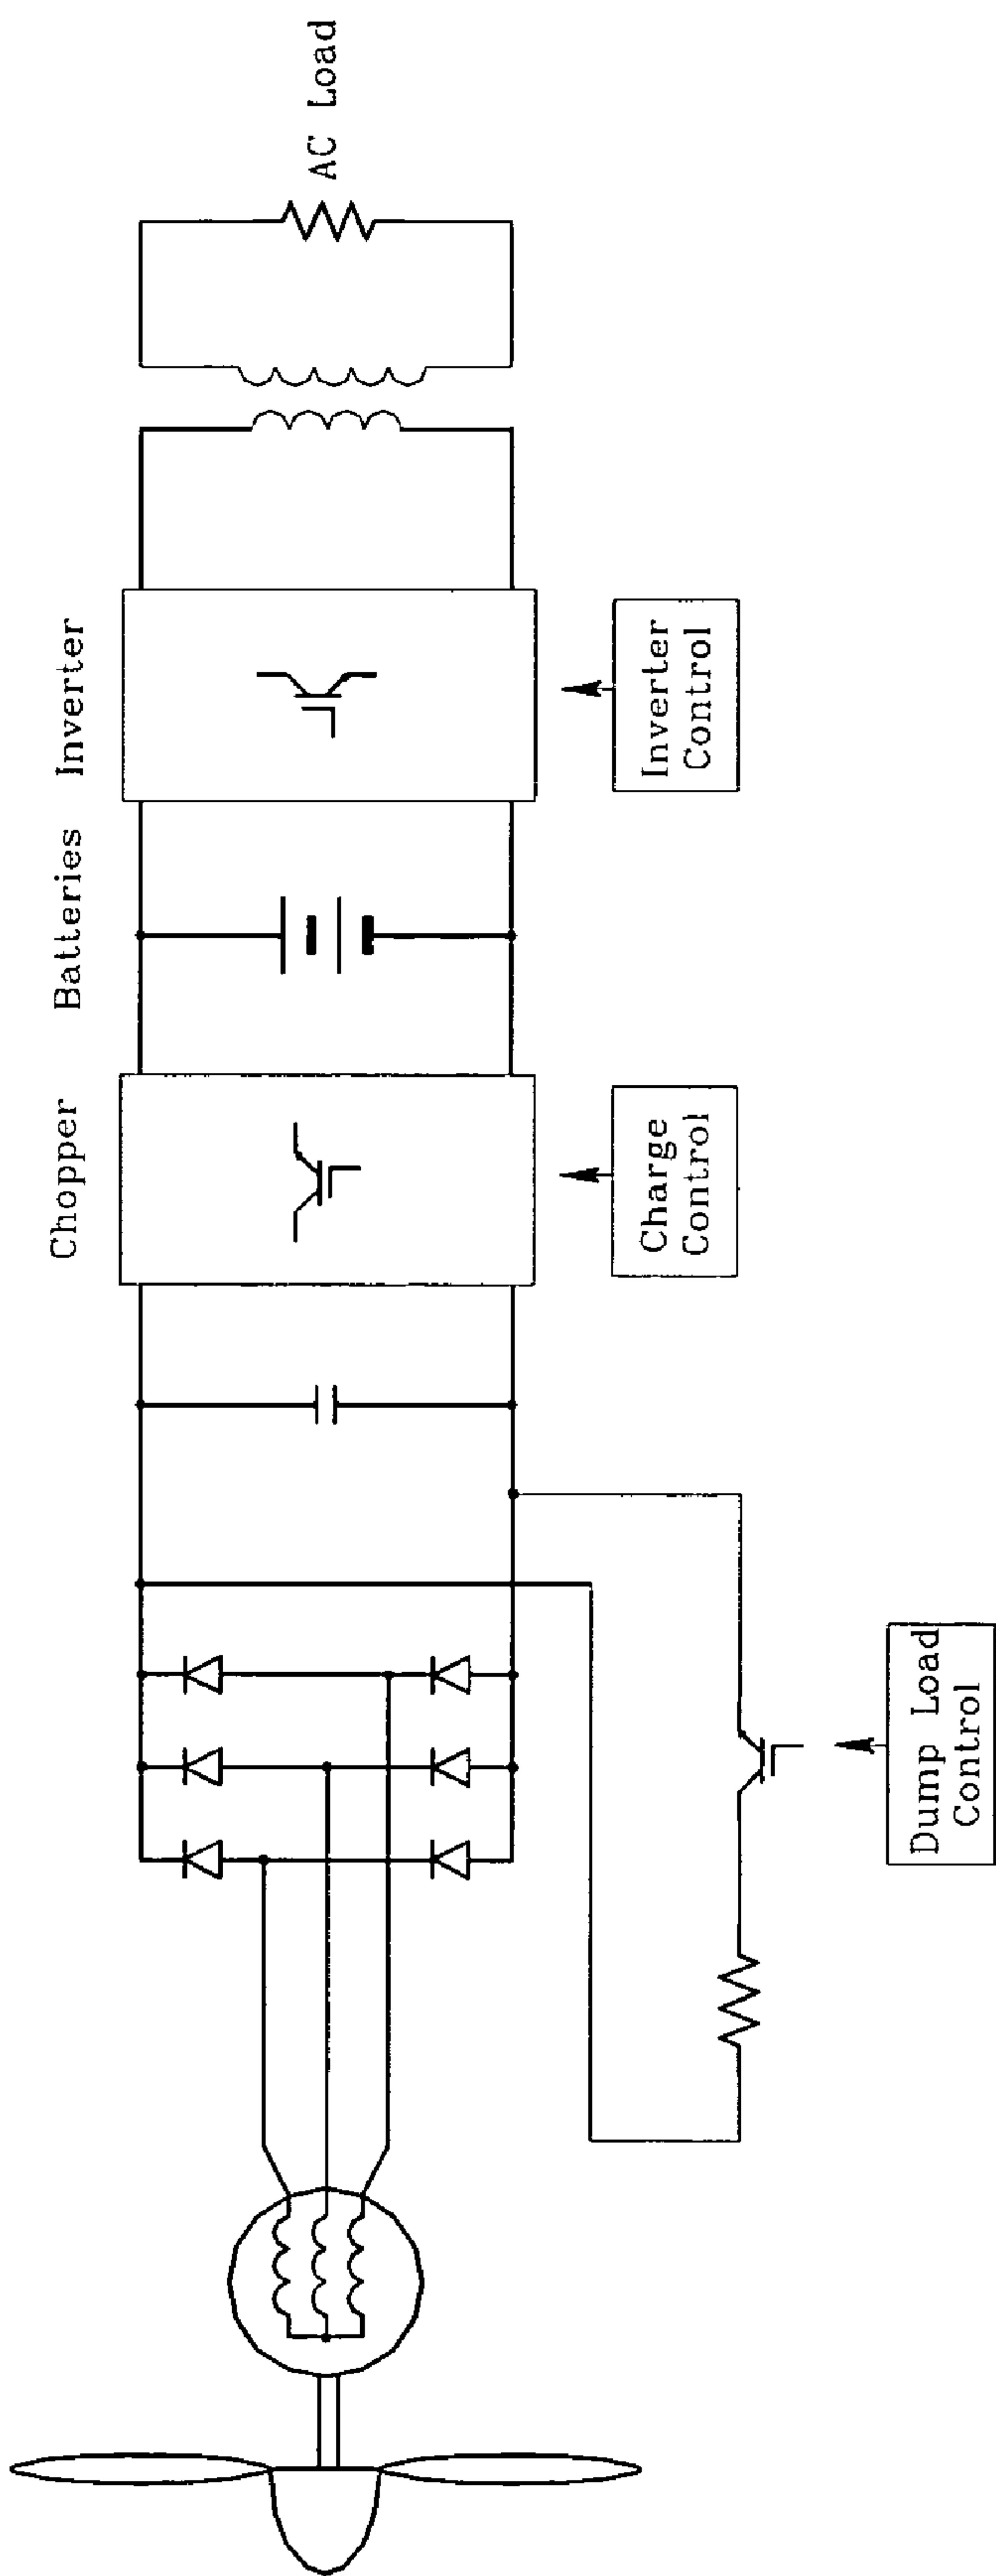 Chopper
Batteries
Inverter
AC Load
Dump Load
Control
Charge
Control
Inverter
Control